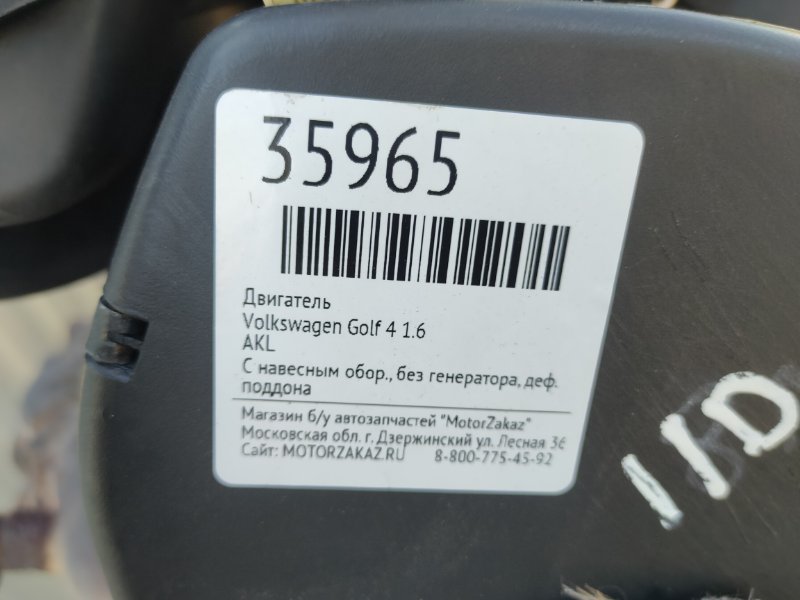 35965
Двигатель
Volkswagen Golf 4 1.6
AKL
С навесным обор., без генератора, деф.
поддона
Магазин б/у автозапчастей "MotorZakaz"
Московская обл. г. Дзержинский ул. Лесная 36
Сайт: MOTORZAKAZ.RU 8-800-775-45-92